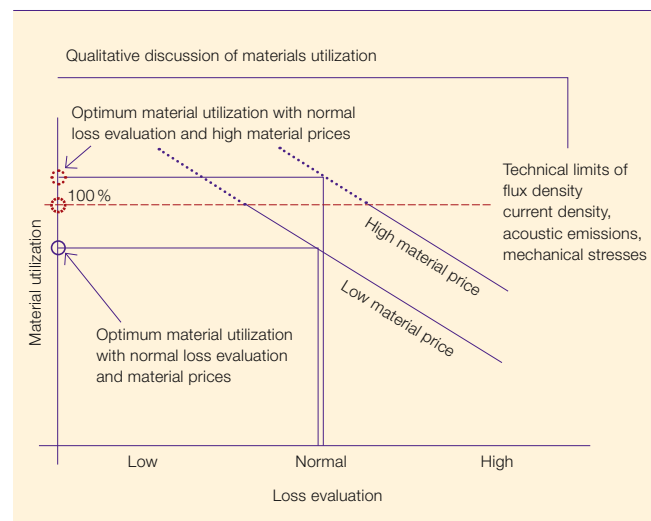 Qualitative discussion of materials utilization
Optimum material utilization with normal
loss evaluation and high material prices
Technical limits of
flux density
current density,
acoustic emissions,
mechanical stresses
100 %
High material price
Low material price
Material utilization
Optimum material utilization
with normal loss evaluation
and material prices
Low
Normal
High
Loss evaluation